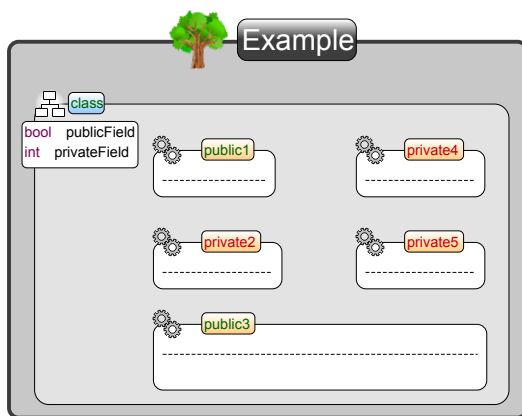 Example
class
bool publicField
int privateField
public1
private4
private2
private5
public3